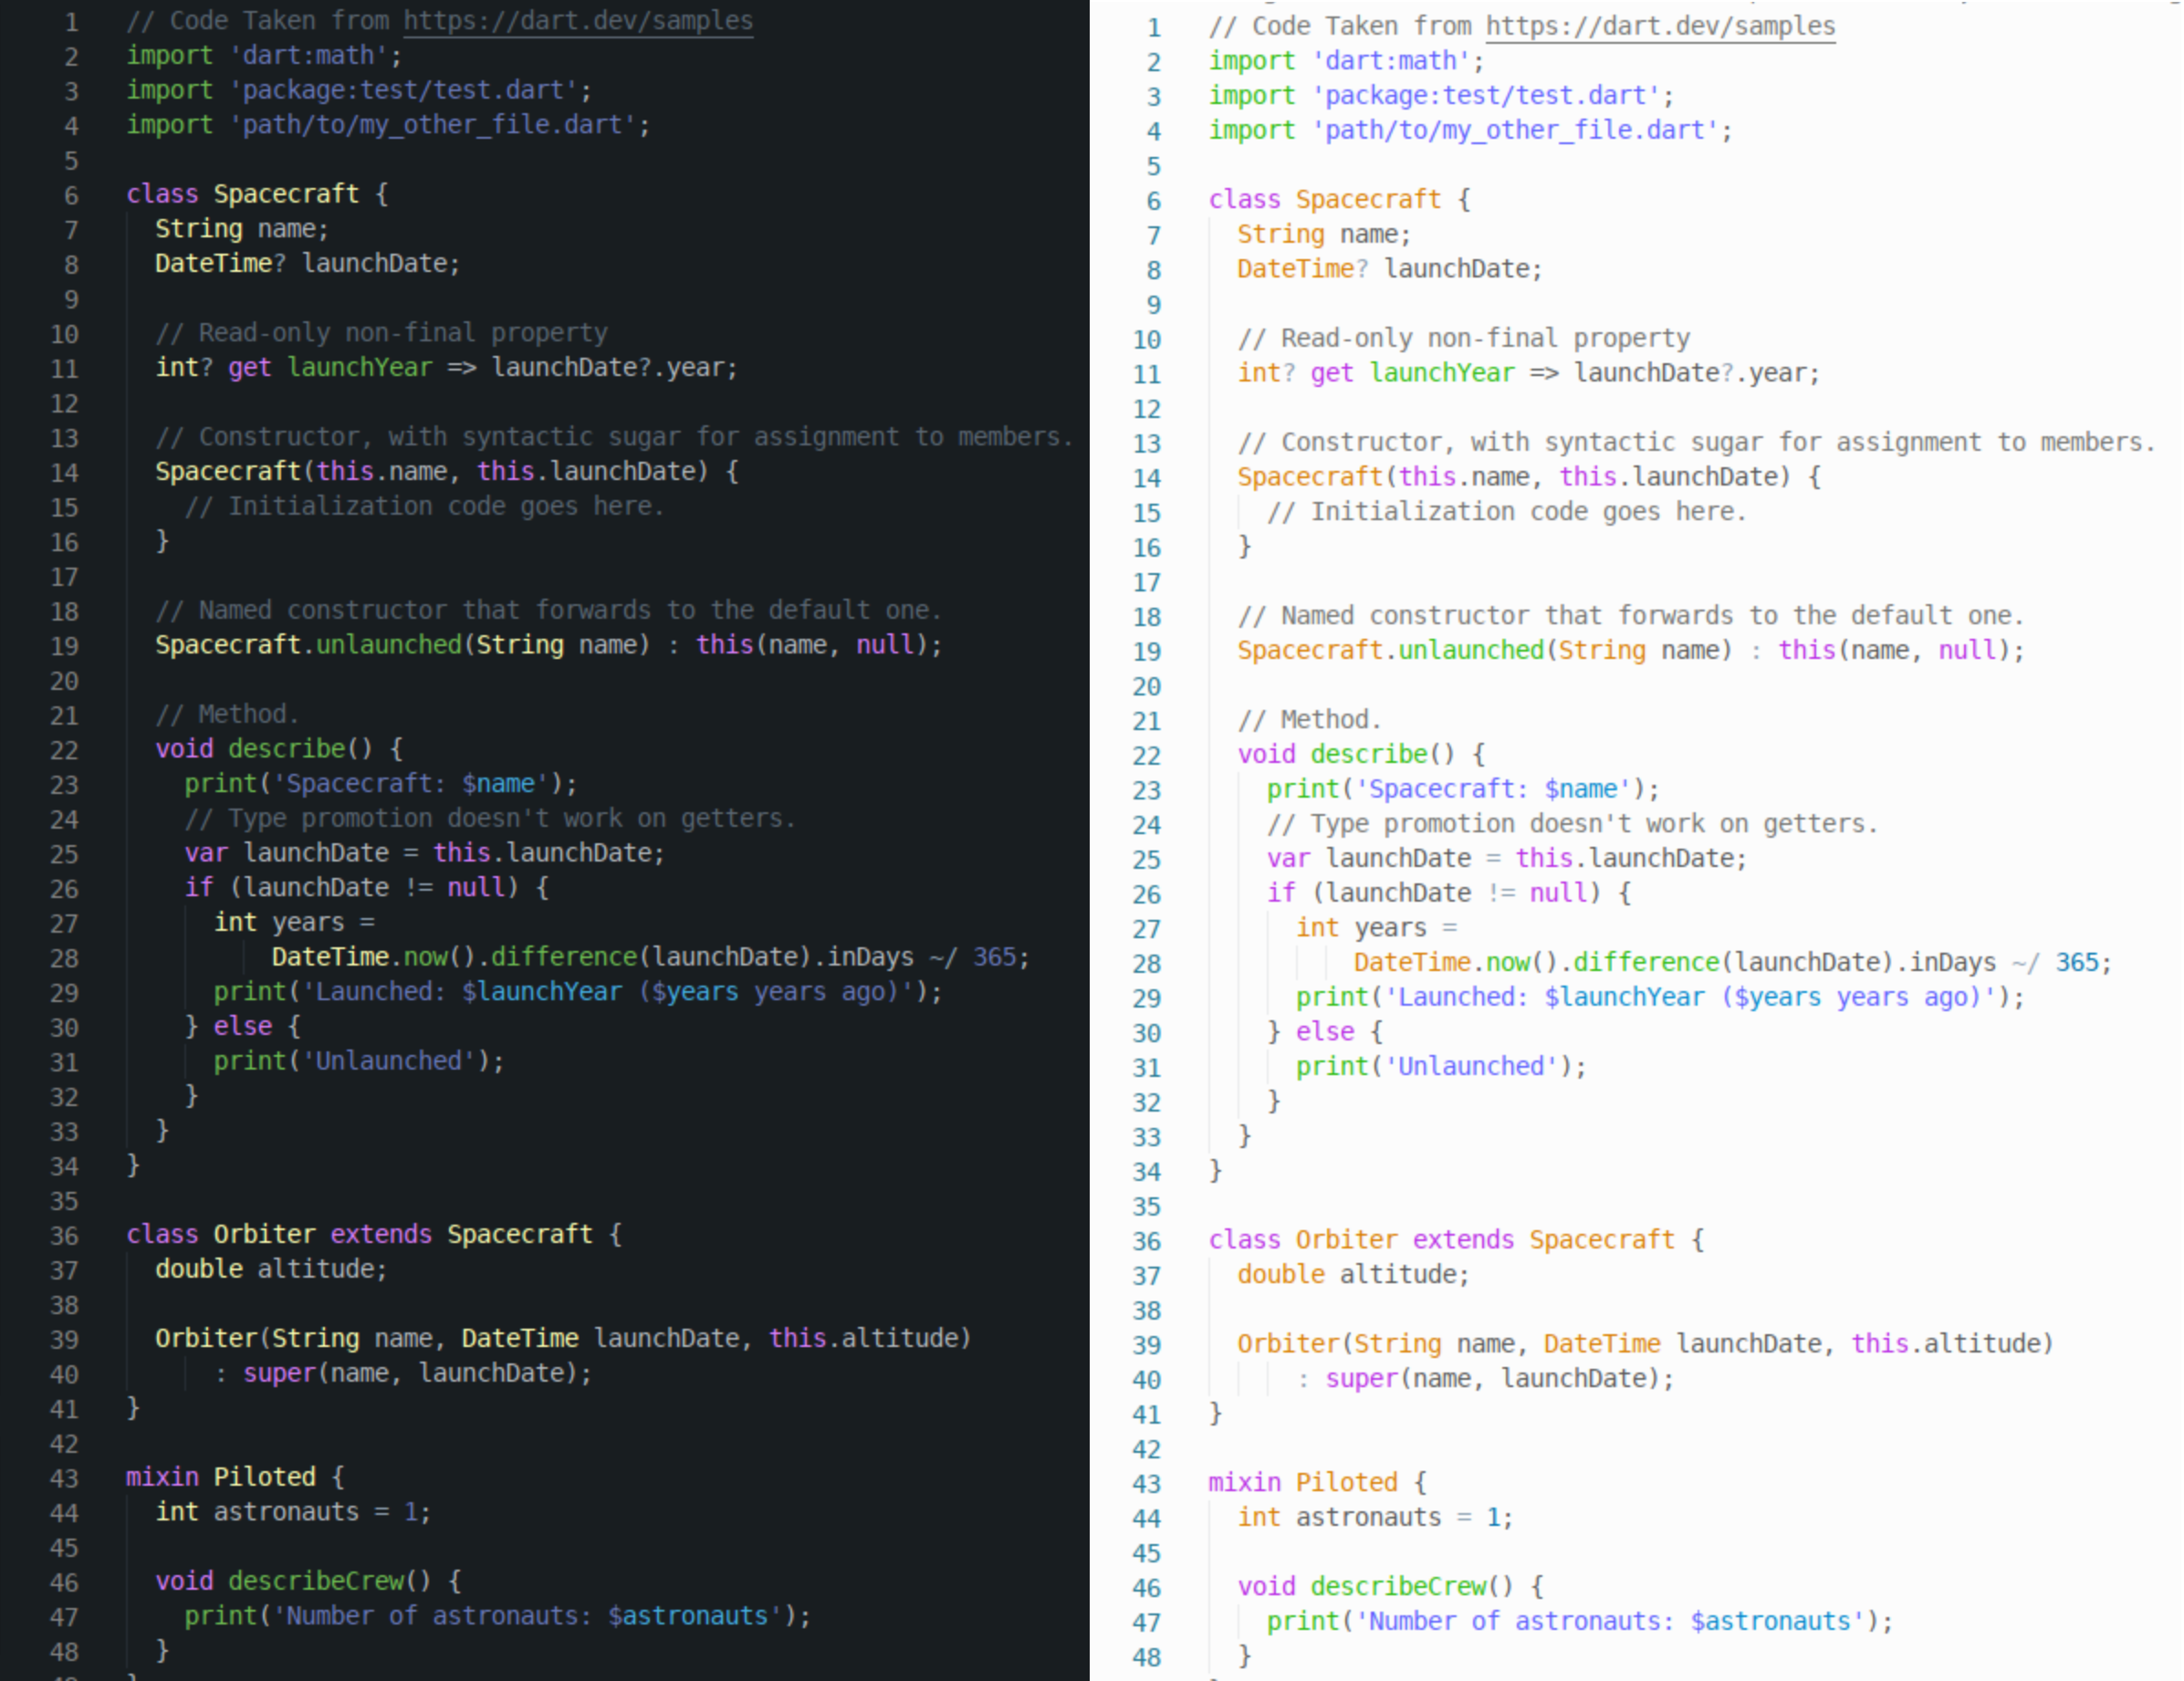 1 // Code Taken from https://dart.dev/samples
2 import 'dart:math';
3 import 'package:test/test.dart';
4 import 'path/to/my_other_file.dart';
5
6 class Spacecraft {
7 String name;
8 DateTime? launchDate;
9
10 // Read-only non-final property
11 int? get launchYear => launchDate?.year;
12
13 // Constructor, with syntactic sugar for assignment to members.
14 Spacecraft(this.name, this.launchDate) {
15 // Initialization code goes here.
16 }
17
18 // Named constructor that forwards to the default one.
19 Spacecraft.unlaunched(String name) : this(name, null);
20
21 // Method.
22 void describe() {
23 print('Spacecraft: $name');
24 // Type promotion doesn't work on getters.
25 var launchDate = this.launchDate;
26 if (launchDate != null) {
27 int years =
28 DateTime.now().difference(launchDate).inDays ~/ 365;
29 print('Launched: $launchYear ($years years ago)');
30 } else {
31 print('Unlaunched');
32 }
33 }
34 }
35
36 class Orbiter extends Spacecraft {
37 double altitude;
38
39 Orbiter(String name, DateTime launchDate, this.altitude)
40 : super(name, launchDate);
41 }
42
43 mixin Piloted {
44 int astronauts = 1;
45
46 void describeCrew() {
47 print('Number of astronauts: $astronauts');
48 }
1 // Code Taken from https://dart.dev/samples
2 import 'dart:math';
3 import 'package:test/test.dart';
4 import 'path/to/my_other_file.dart';
5
6 class Spacecraft {
7 String name;
8 DateTime? launchDate;
9
10 // Read-only non-final property
11 int? get launchYear => launchDate?.year;
12
13 // Constructor, with syntactic sugar for assignment to members.
14 Spacecraft(this.name, this.launchDate) {
15 // Initialization code goes here.
16 }
17
18 // Named constructor that forwards to the default one.
19 Spacecraft.unlaunched(String name) : this(name, null);
20
21 // Method.
22 void describe() {
23 print('Spacecraft: $name');
24 // Type promotion doesn't work on getters.
25 var launchDate = this.launchDate;
26 if (launchDate != null) {
27 int years =
28 DateTime.now().difference(launchDate).inDays ~/ 365;
29 print('Launched: $launchYear ($years years ago)');
30 } else {
31 print('Unlaunched');
32 }
33 }
34 }
35
36 class Orbiter extends Spacecraft {
37 double altitude;
38
39 Orbiter(String name, DateTime launchDate, this.altitude)
40 : super(name, launchDate);
41 }
42
43 mixin Piloted {
44 int astronauts = 1;
45
46 void describeCrew() {
47 print('Number of astronauts: $astronauts');
48 }